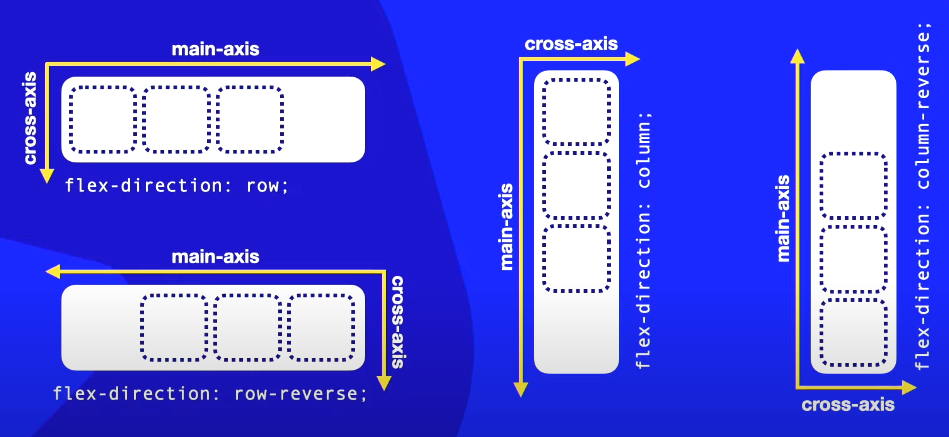 main-axis
cross-axis
flex-direction: row;
main-axis
cross-axis
flex-direction: row-reverse;
cross-axis
main-axis
flex-direction: column;
main-axis
cross-axis
flex-direction: column-reverse;